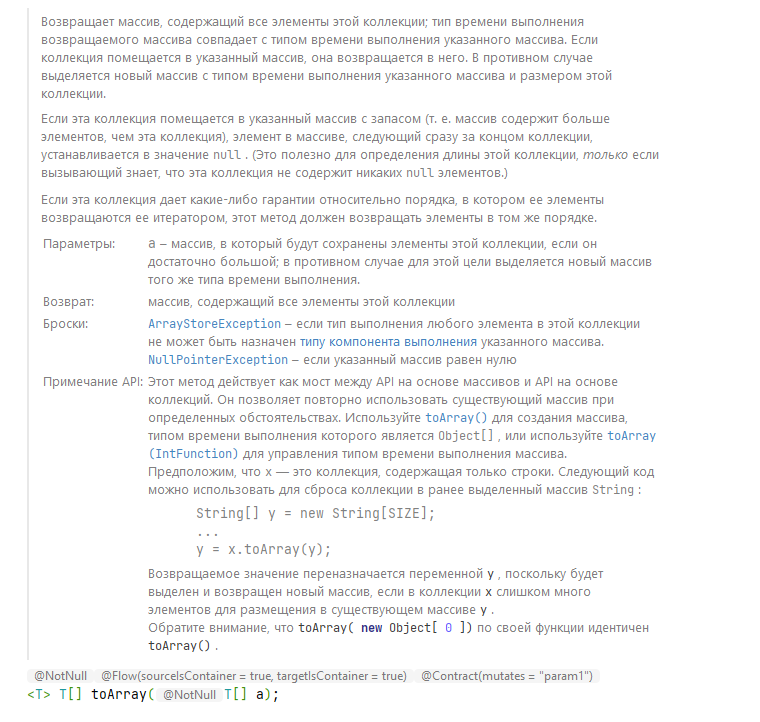 Возвращает массив, содержащий все элементы этой коллекции; тип времени выполнения
возвращаемого массива совпадает с типом времени выполнения указанного массива. Если
коллекция помещается в указанный массив, она возвращается в него. В противном случае
выделяется новый массив с типом времени выполнения указанного массива и размером этой
коллекции.
Если эта коллекция помещается в указанный массив с запасом (т. е. массив содержит больше
элементов, чем эта коллекция), элемент в массиве, следующий сразу за концом коллекции,
устанавливается в значение null . (Это полезно для определения длины этой коллекции, только если
вызывающий знает, что эта коллекция не содержит никаких null элементов.)
Если эта коллекция дает какие-либо гарантии относительно порядка, в котором ее элементы
возвращаются ее итератором, этот метод должен возвращать элементы в том же порядке.
Параметры: a – массив, в который будут сохранены элементы этой коллекции, если он
достаточно большой; в противном случае для этой цели выделяется новый массив
того же типа времени выполнения.
Возврат: массив, содержащий все элементы этой коллекции
Броски: ArrayStoreException – если тип выполнения любого элемента в этой коллекции
не может быть назначен типу компонента выполнения указанного массива.
NullPointerException – если указанный массив равен нулю
Примечание API: Этот метод действует как мост между API на основе массивов и API на основе
коллекций. Он позволяет повторно использовать существующий массив при
определенных обстоятельствах. Используйте toArray() для создания массива,
типом времени выполнения которого является Object[] , или используйте toArray
(IntFunction) для управления типом времени выполнения массива.
Предположим, что x — это коллекция, содержащая только строки. Следующий код
можно использовать для сброса коллекции в ранее выделенный массив String :
String[] y = new String[SIZE];
...
y = x.toArray(y);
Возвращаемое значение переназначается переменной y , поскольку будет
выделен и возвращен новый массив, если в коллекции x слишком много
элементов для размещения в существующем массиве y .
Обратите внимание, что toArray( new Object[ 0 ]) по своей функции идентичен
toArray() .
@NotNull @Flow(sourceIsContainer = true, targetIsContainer = true) @Contract(mutates = "param1")
<T> T[] toArray( @NotNull T[] a);